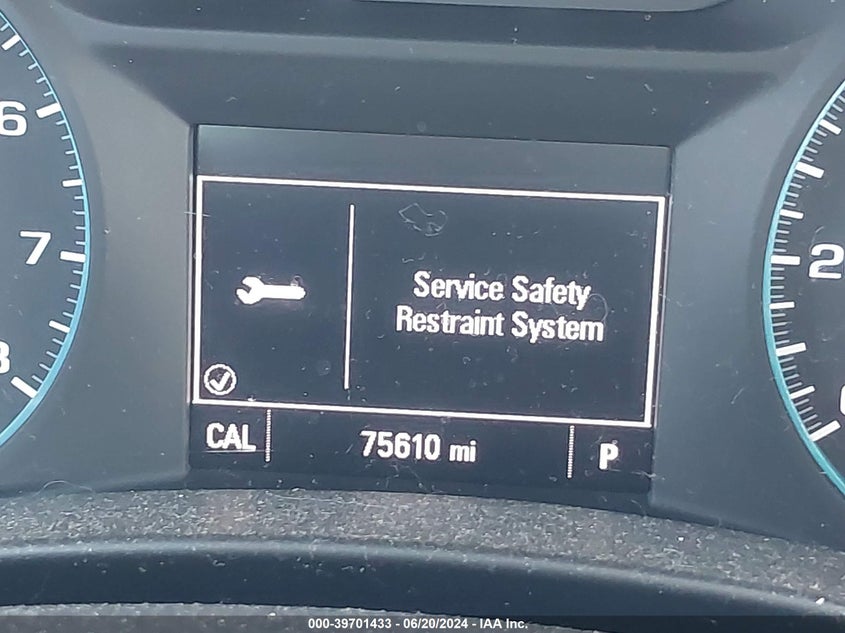 6
7
8
2
Service Safety
Restraint System
CAL
75610 mi
P
000-39701433 - 06/20/2024 - IAA Inc.